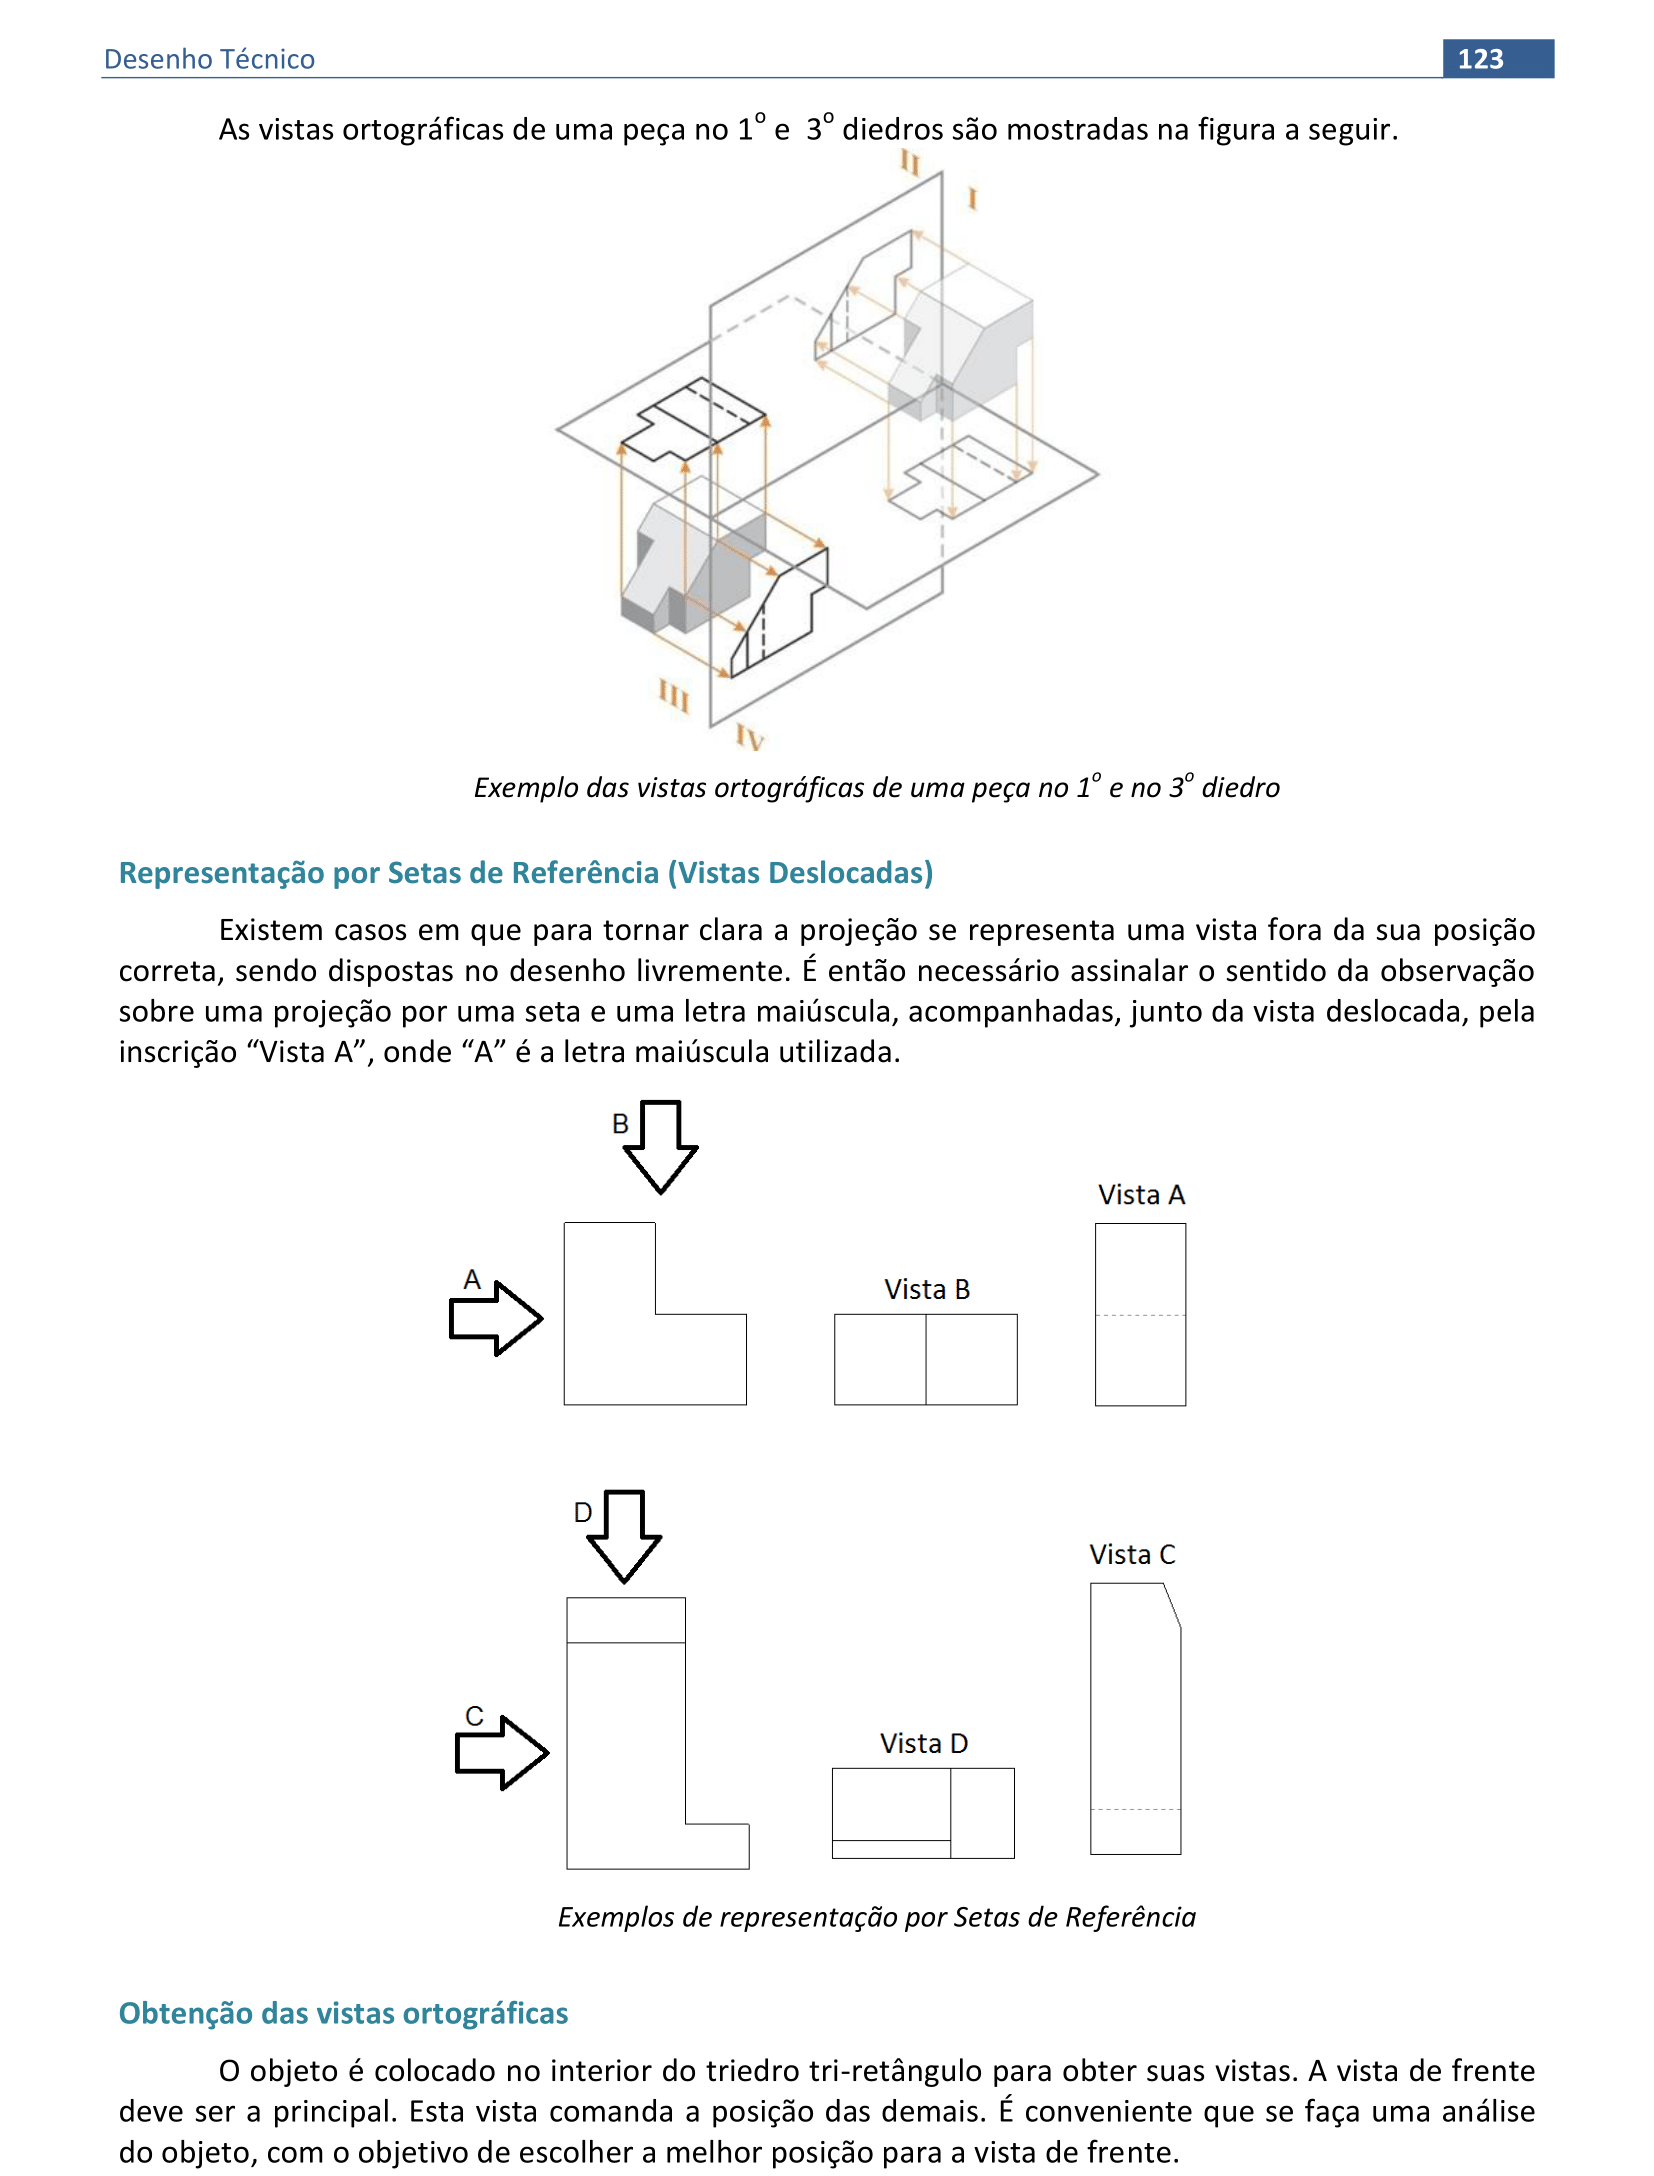 Desenho Técnico
123
As vistas ortográficas de uma peça no 1º e 3º diedros são mostradas na figura a seguir.
II
I
III
IV
Exemplo das vistas ortográficas de uma peça no 1º e no 3º diedro
Representação por Setas de Referência (Vistas Deslocadas)
Existem casos em que para tornar clara a projeção se representa uma vista fora da sua posição
correta, sendo dispostas no desenho livremente. É então necessário assinalar o sentido da observação
sobre uma projeção por uma seta e uma letra maiúscula, acompanhadas, junto da vista deslocada, pela
inscrição “Vista A”, onde “A” é a letra maiúscula utilizada.
B
Vista A
A
Vista B
D
Vista C
C
Vista D
Exemplos de representação por Setas de Referência
Obtenção das vistas ortográficas
O objeto é colocado no interior do triedro tri-retângulo para obter suas vistas. A vista de frente
deve ser a principal. Esta vista comanda a posição das demais. É conveniente que se faça uma análise
do objeto, com o objetivo de escolher a melhor posição para a vista de frente.